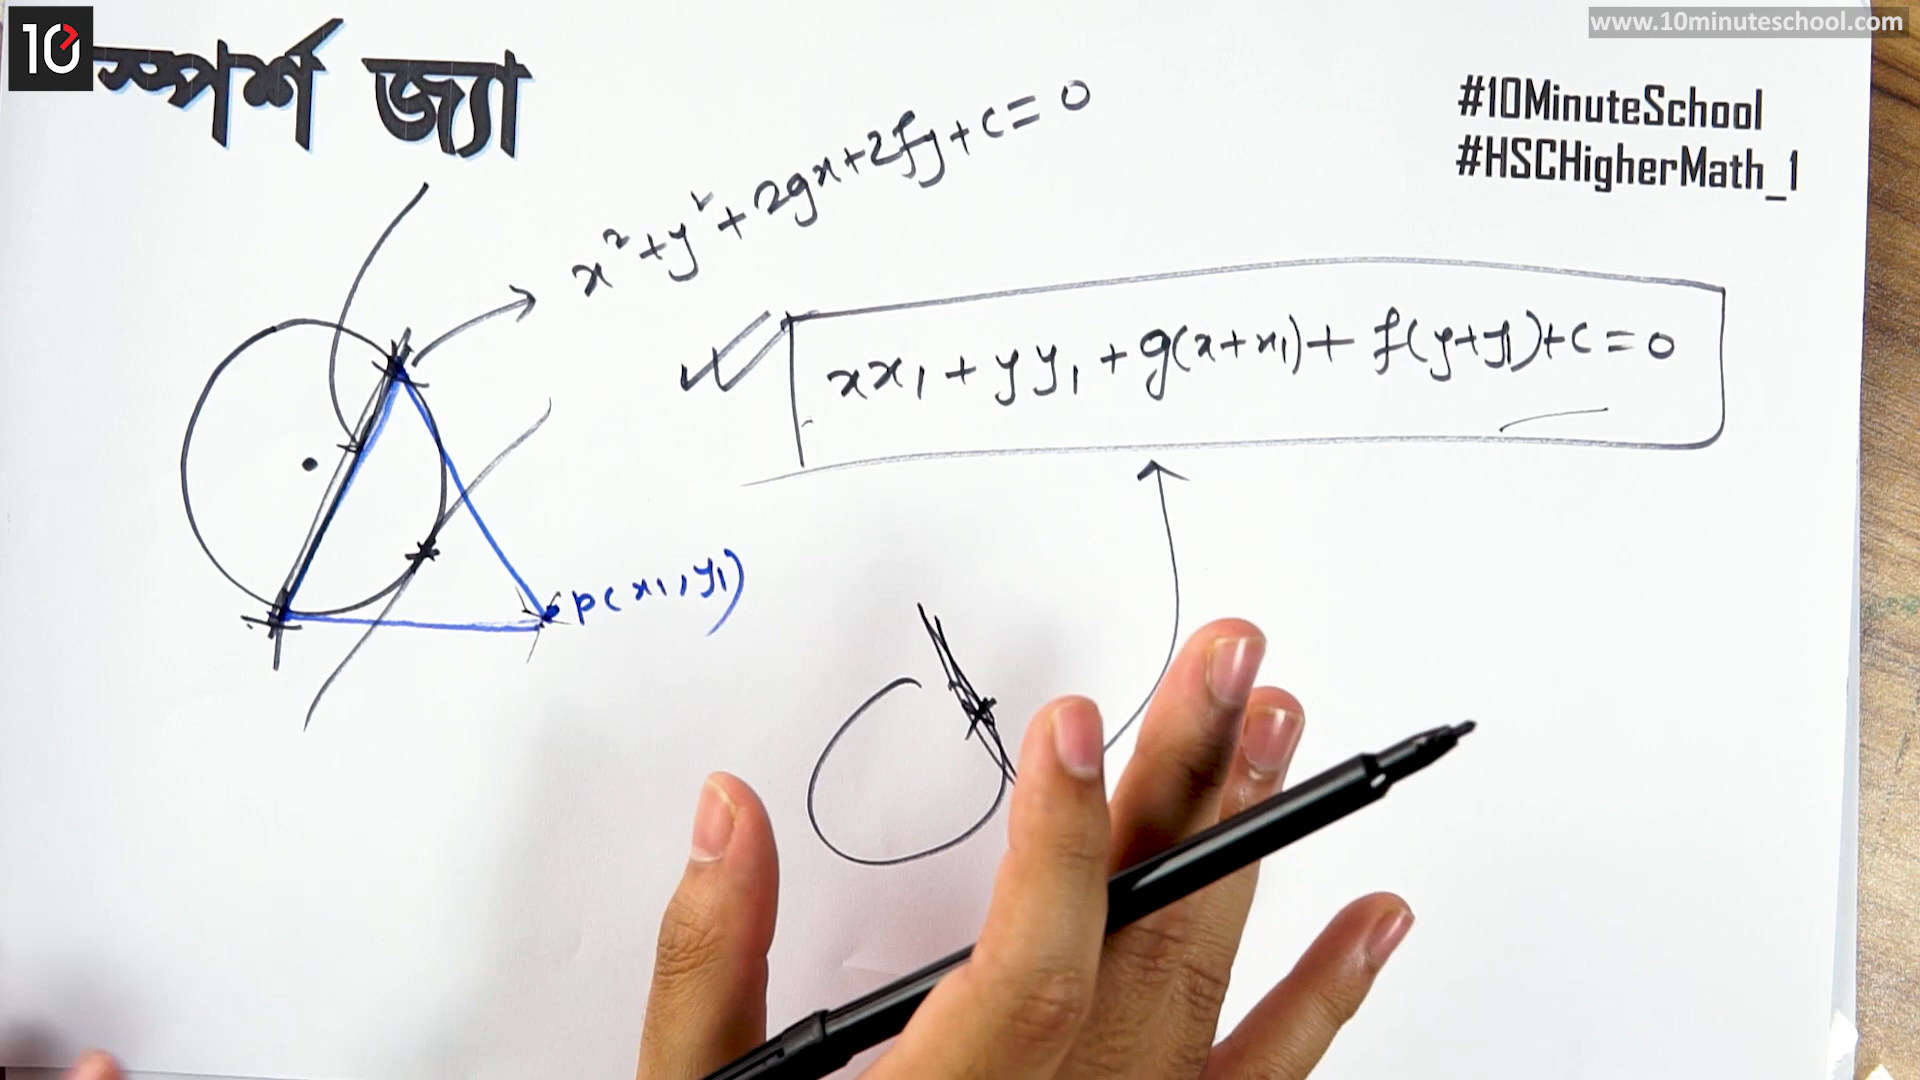 10
www.10minuteschool.com
স্পর্শ জ্যা
#10MinuteSchool
#HSCHigherMath_1
x² + y² + 2gx + 2fy + c = 0
xx₁ + yy₁ + g(x+x₁) + f(y+y₁) + c = 0
P(x₁, y₁)